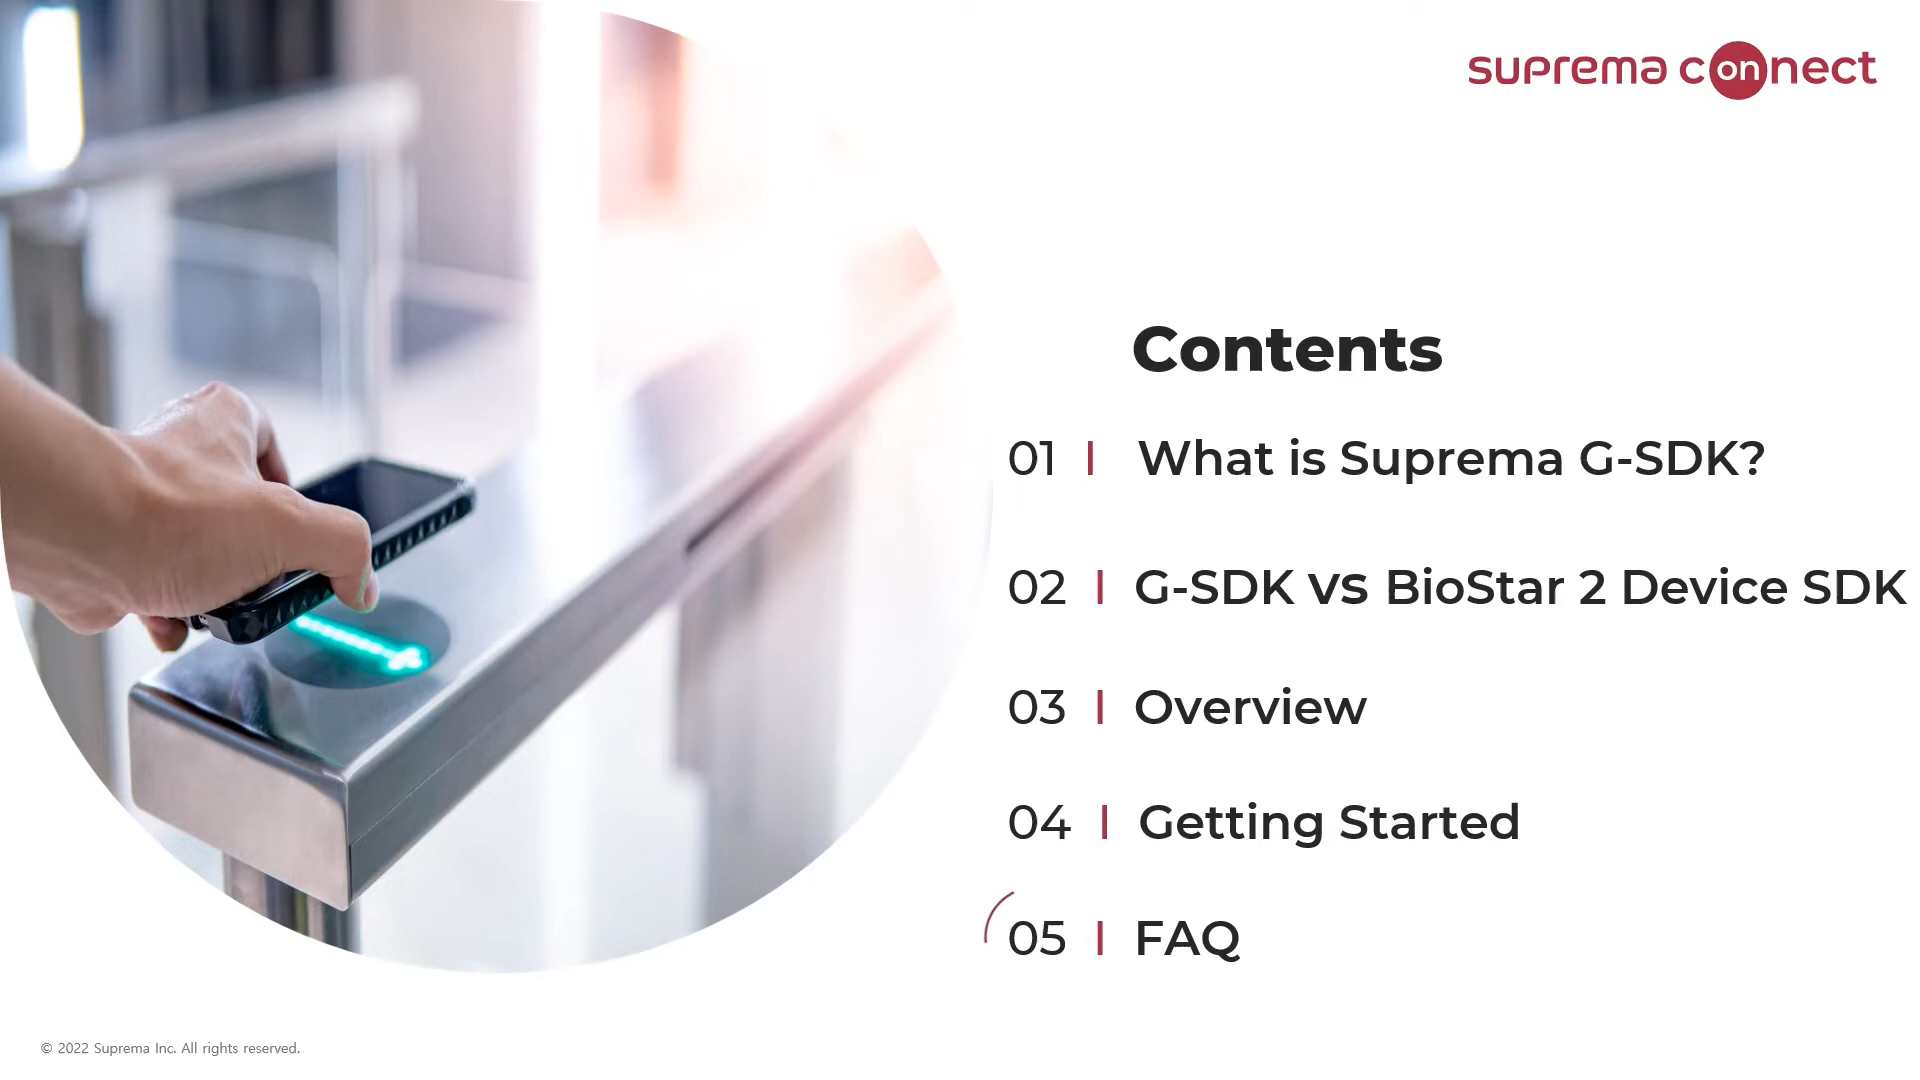 suprema connect
Contents
01 | What is Suprema G-SDK?
02 | G-SDK vs BioStar 2 Device SDK
03 | Overview
04 | Getting Started
05 | FAQ
© 2022 Suprema Inc. All rights reserved.